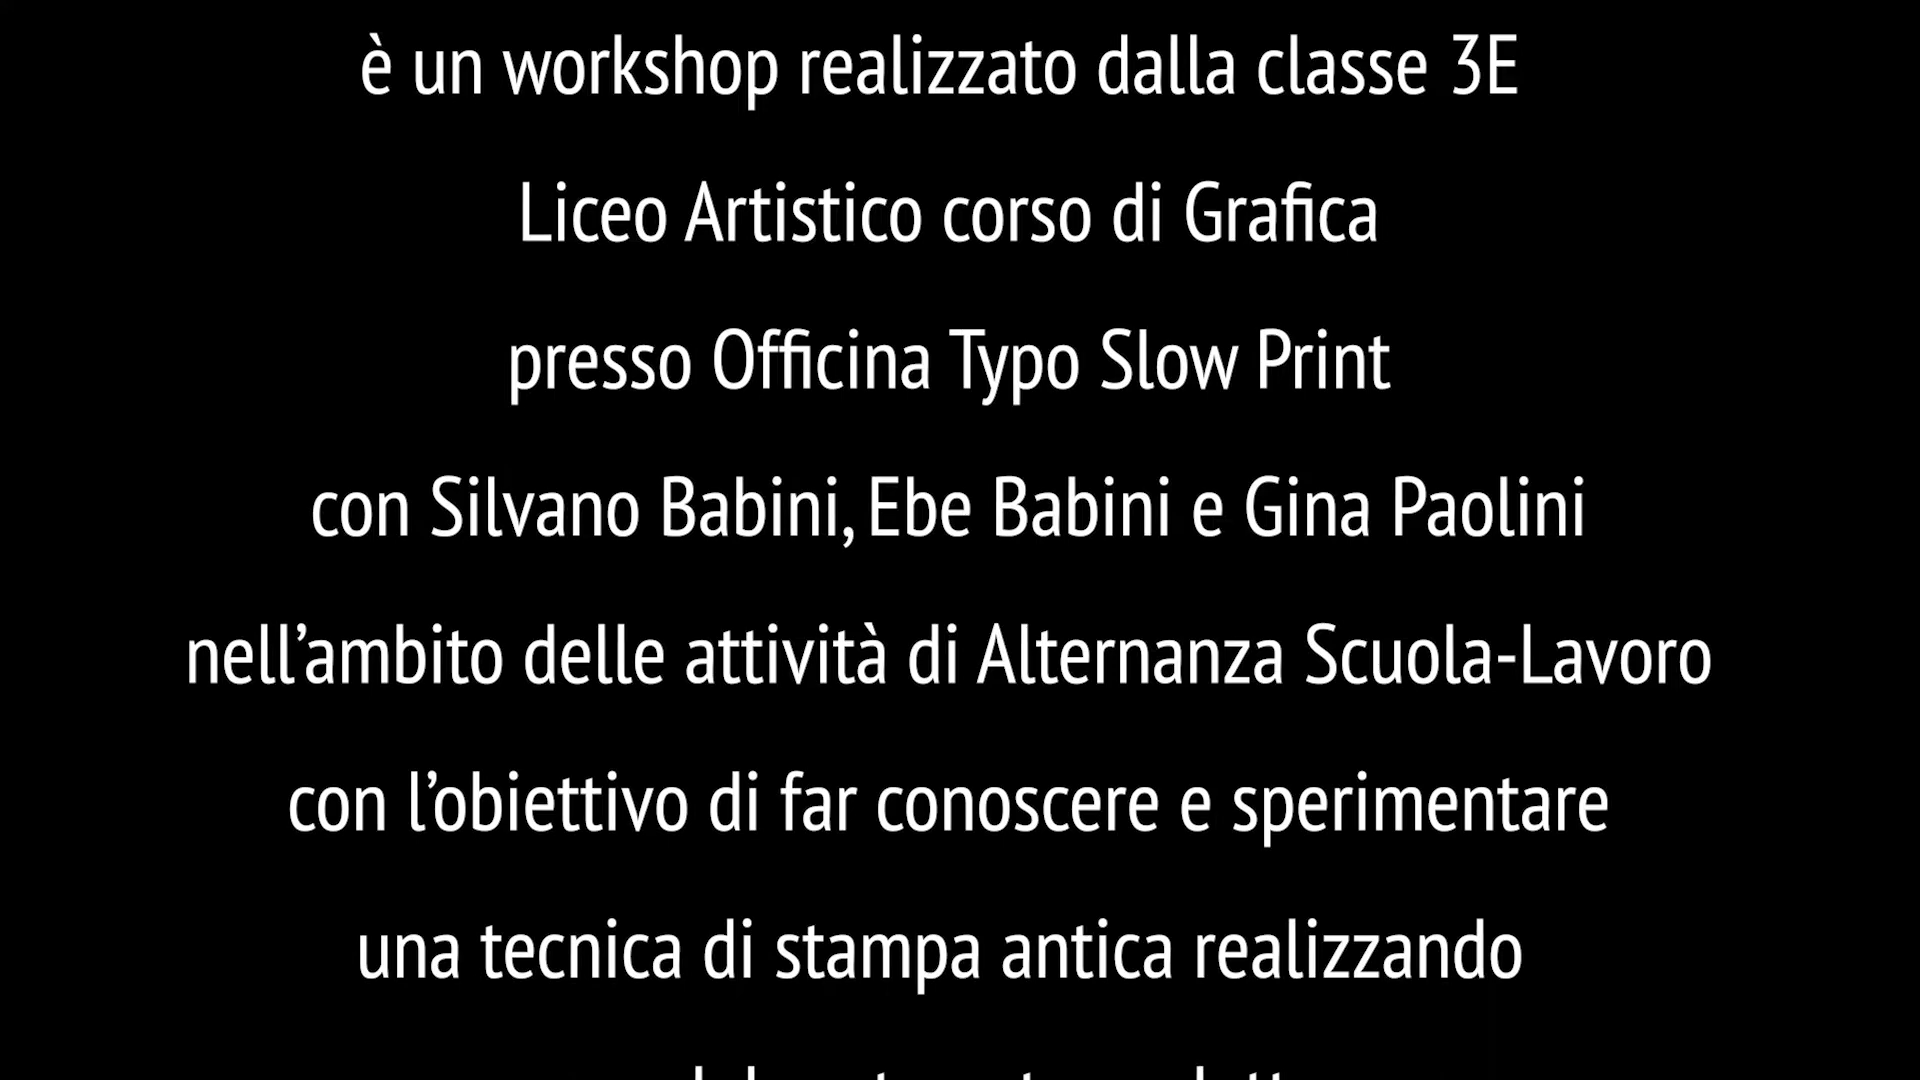 è un workshop realizzato dalla classe 3E
Liceo Artistico corso di Grafica
presso Officina Typo Slow Print
con Silvano Babini, Ebe Babini e Gina Paolini
nell’ambito delle attività di Alternanza Scuola-Lavoro
con l’obiettivo di far conoscere e sperimentare
una tecnica di stampa antica realizzando